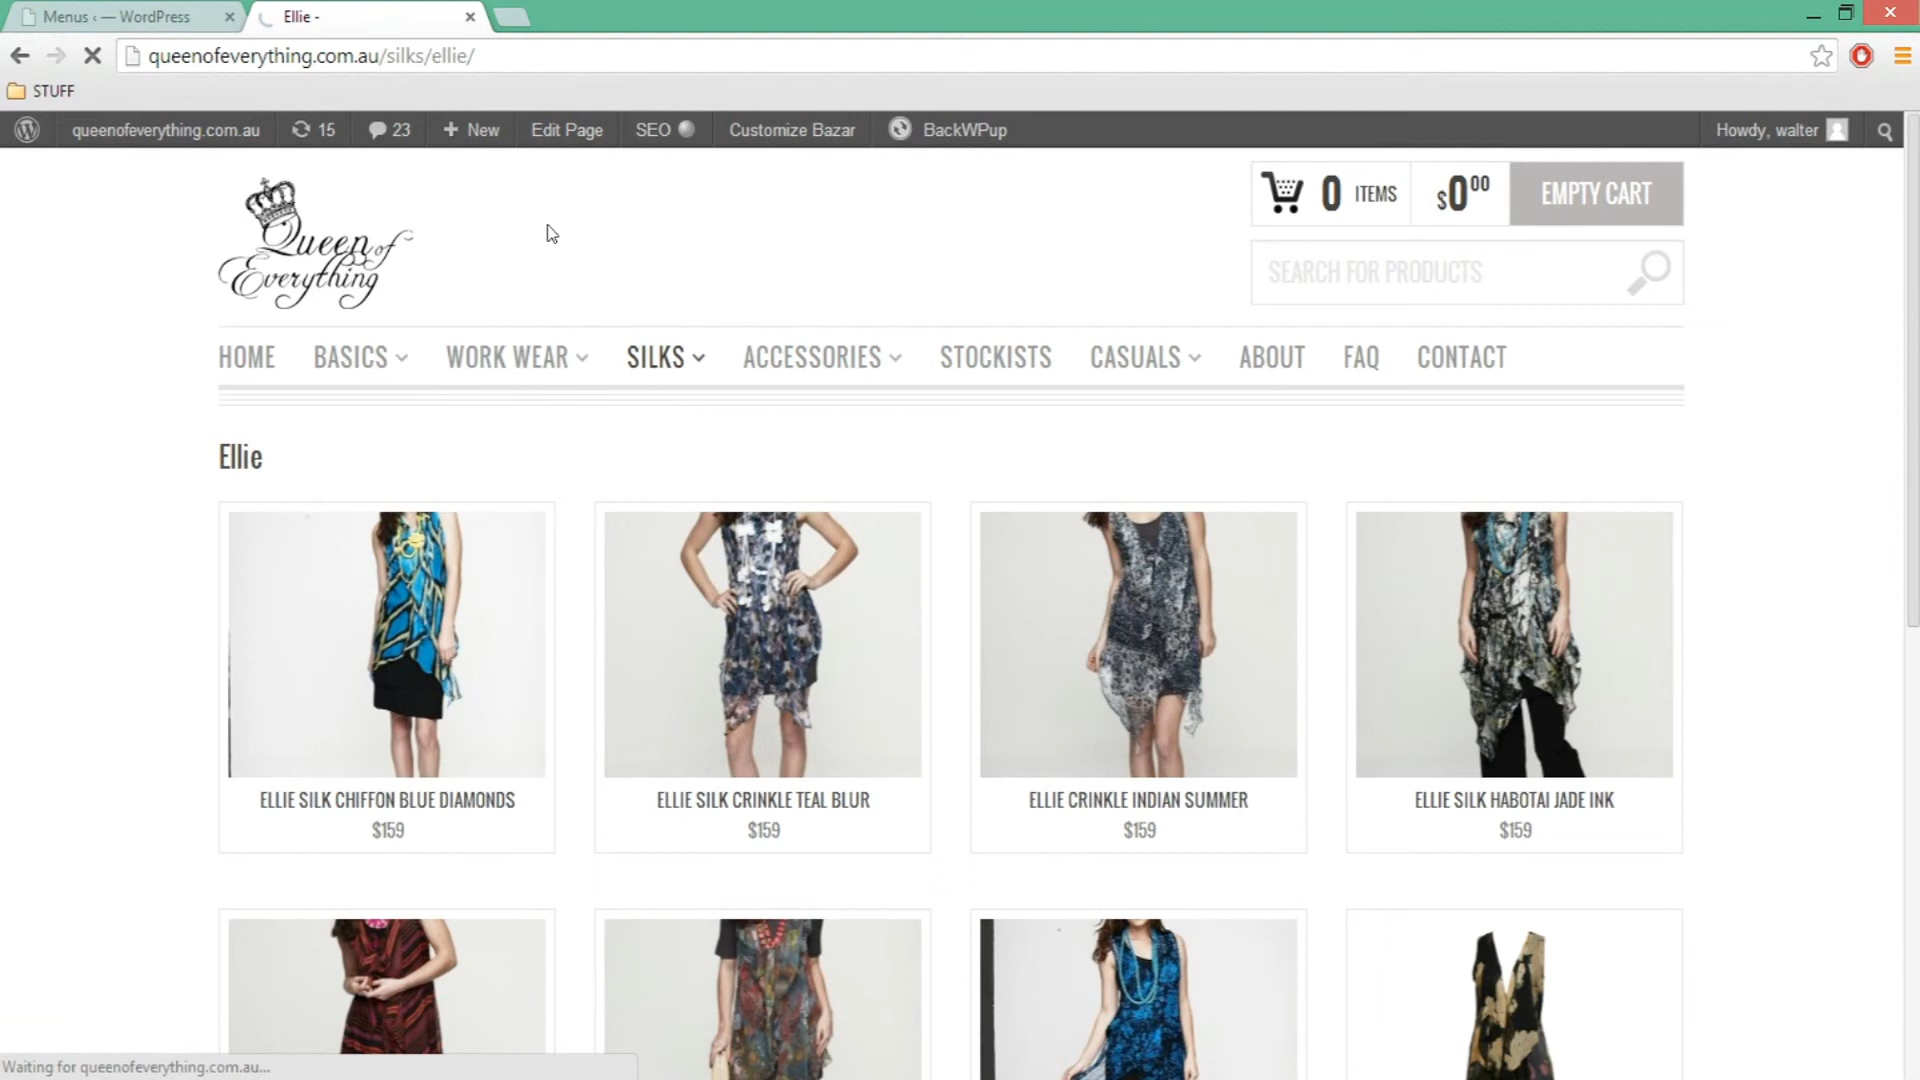 Menus ‹ — WordPress
Ellie -
queenofeverything.com.au/silks/ellie/
STUFF
queenofeverything.com.au 15 23 + New Edit Page SEO Customize Bazar BackWPup Howdy, walter
Queen of
Everything
0 ITEMS $0 00 EMPTY CART
SEARCH FOR PRODUCTS
HOME BASICS WORK WEAR SILKS ACCESSORIES STOCKISTS CASUALS ABOUT FAQ CONTACT
Ellie
ELLIE SILK CHIFFON BLUE DIAMONDS
$159
ELLIE SILK CRINKLE TEAL BLUR
$159
ELLIE CRINKLE INDIAN SUMMER
$159
ELLIE SILK HABOTAI JADE INK
$159
Waiting for queenofeverything.com.au...